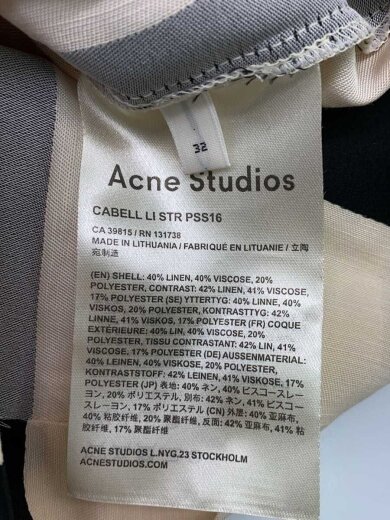 32
Acne Studios
CABELL LI STR PSS16
CA 39815 / RN 131738
MADE IN LITHUANIA / FABRIQUÉ EN LITUANIE / 立陶
宛制造
(EN) SHELL: 40% LINEN, 40% VISCOSE, 20%
POLYESTER, CONTRAST: 42% LINEN, 41% VISCOSE,
17% POLYESTER (SE) YTTERTYG: 40% LINNE, 40%
VISKOS, 20% POLYESTER, KONTRASTTYG: 42%
LINNE, 41% VISKOS, 17% POLYESTER (FR) COQUE
EXTÉRIEURE: 40% LIN, 40% VISCOSE, 20%
POLYESTER, TISSU CONTRASTANT: 42% LIN, 41%
VISCOSE, 17% POLYESTER (DE) AUSSENMATERIAL:
40% LEINEN, 40% VISKOSE, 20% POLYESTER,
KONTRASTSTOFF: 42% LEINEN, 41% VISKOSE, 17%
POLYESTER (JP) 表地: 40% ネン, 40% ビスコースレー
ヨン, 20% ポリエステル, 別布: 42% ネン, 41% ビスコー
スレーヨン, 17% ポリエステル (CN) 外层: 40% 亚麻布,
40% 粘胶纤维, 20% 聚酯纤维, 反面: 42% 亚麻布, 41% 粘
胶纤维, 17% 聚酯纤维
ACNE STUDIOS L.NYG.23 STOCKHOLM
ACNESTUDIOS.COM